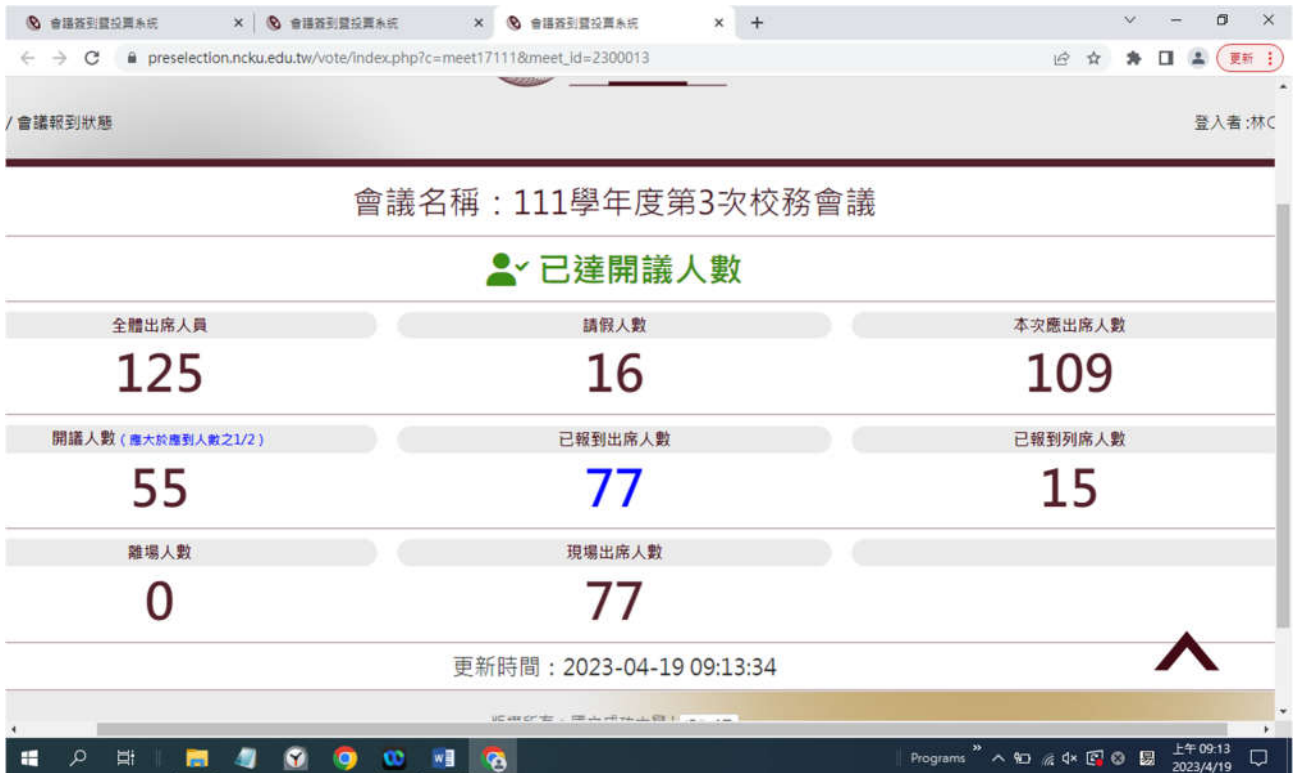 會議簽到暨投票系統
會議簽到暨投票系統
會議簽到暨投票系統
preselection.ncku.edu.tw/vote/index.php?c=meet17111&meet_id=2300013
更新
/ 會議報到狀態
登入者:林
會議名稱：111學年度第3次校務會議
已達開議人數
全體出席人員
請假人數
本次應出席人數
125
16
109
開議人數 ( 應大於應到人數之1/2 )
已報到出席人數
已報到列席人數
55
77
15
離場人數
現場出席人數
0
77
更新時間：2023-04-19 09:13:34
Programs
上午 09:13
2023/4/19